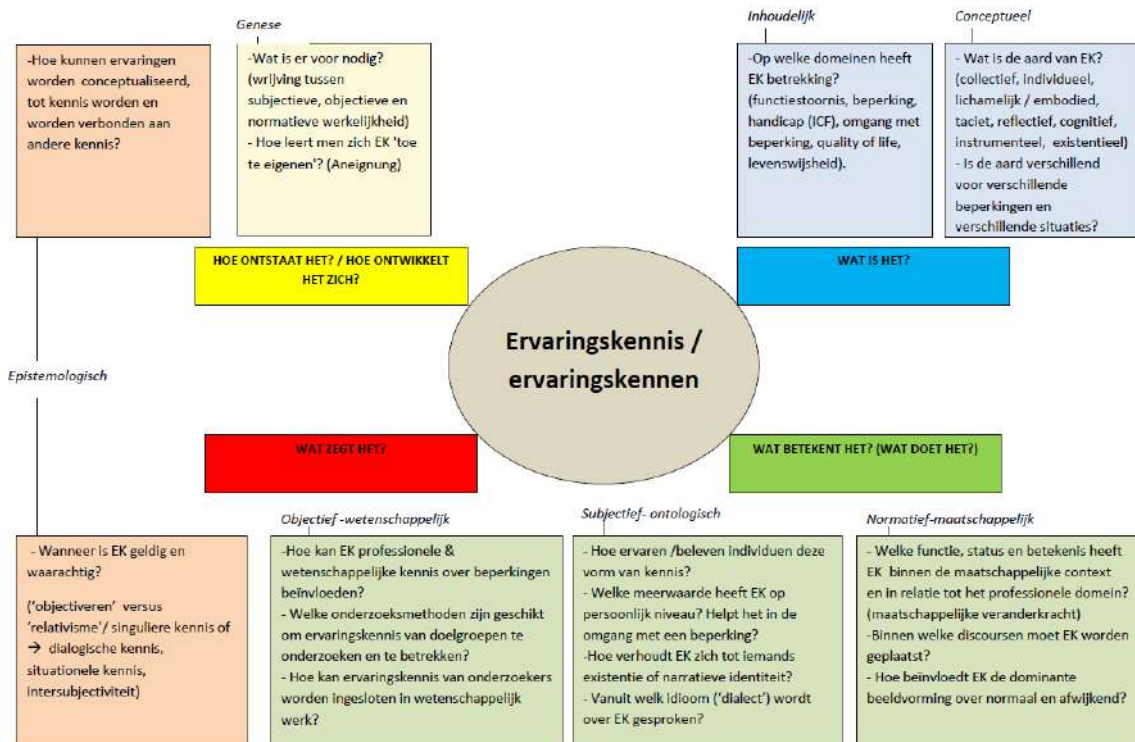 Genese
-Hoe kunnen ervaringen
worden conceptualiseerd,
tot kennis worden en
worden verbonden aan
andere kennis?
-Wat is er voor nodig?
(wrijving tussen
subjectieve, objectieve en
normatieve werkelijkheid)
- Hoe leert men zich EK 'toe
te eigenen'? (Aneignung)
Inhoudelijk
-Op welke domeinen heeft
EK betrekking?
(functiestoornis, beperking,
handicap (ICF), omgang met
beperking, quality of life,
levenswijsheid).
Conceptueel
- Wat is de aard van EK?
(collectief, individueel,
lichamelijk / embodied,
taciet, reflectief, cognitief,
instrumenteel, existentieel)
- Is de aard verschillend
voor verschillende
beperkingen en
verschillende situaties?
HOE ONTSTAAT HET? / HOE ONTWIKKELT
HET ZICH?
WAT IS HET?
Ervaringskennis /
ervaringskennen
Epistemologisch
WAT ZEGT HET?
WAT BETEKENT HET? (WAT DOET HET?)
- Wanneer is EK geldig en
waarachtig?
('objectiveren' versus
'relativisme'/ singuliere kennis of
→ dialogische kennis,
situationele kennis,
intersubjectiviteit)
Objectief -wetenschappelijk
-Hoe kan EK professionele &
wetenschappelijke kennis over beperkingen
beïnvloeden?
- Welke onderzoeksmethoden zijn geschikt
om ervaringskennis van doelgroepen te
onderzoeken en te betrekken?
- Hoe kan ervaringskennis van onderzoekers
worden ingesloten in wetenschappelijk
werk?
Subjectief- ontologisch
- Hoe ervaren /beleven individuen deze
vorm van kennis?
- Welke meerwaarde heeft EK op
persoonlijk niveau? Helpt het in de
omgang met een beperking?
-Hoe verhoudt EK zich tot iemands
existentie of narratieve identiteit?
- Vanuit welk idioom ('dialect') wordt
over EK gesproken?
Normatief-maatschappelijk
- Welke functie, status en betekenis heeft
EK binnen de maatschappelijke context
en in relatie tot het professionele domein?
(maatschappelijke veranderkracht)
-Binnen welke discoursen moet EK worden
geplaatst?
- Hoe beïnvloedt EK de dominante
beeldvorming over normaal en afwijkend?